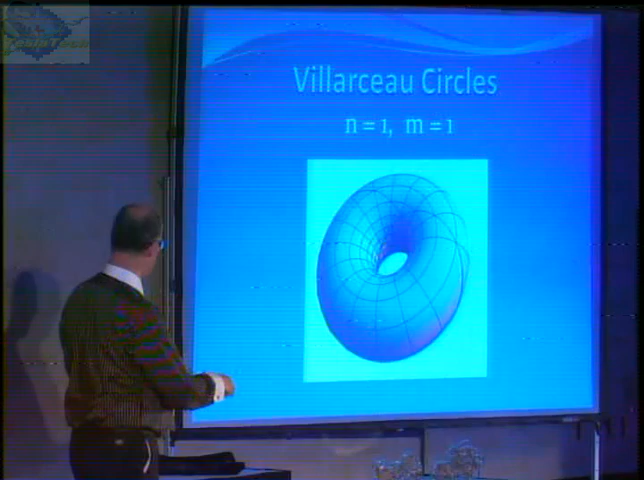 Villarceau Circles
n = 1, m = 1